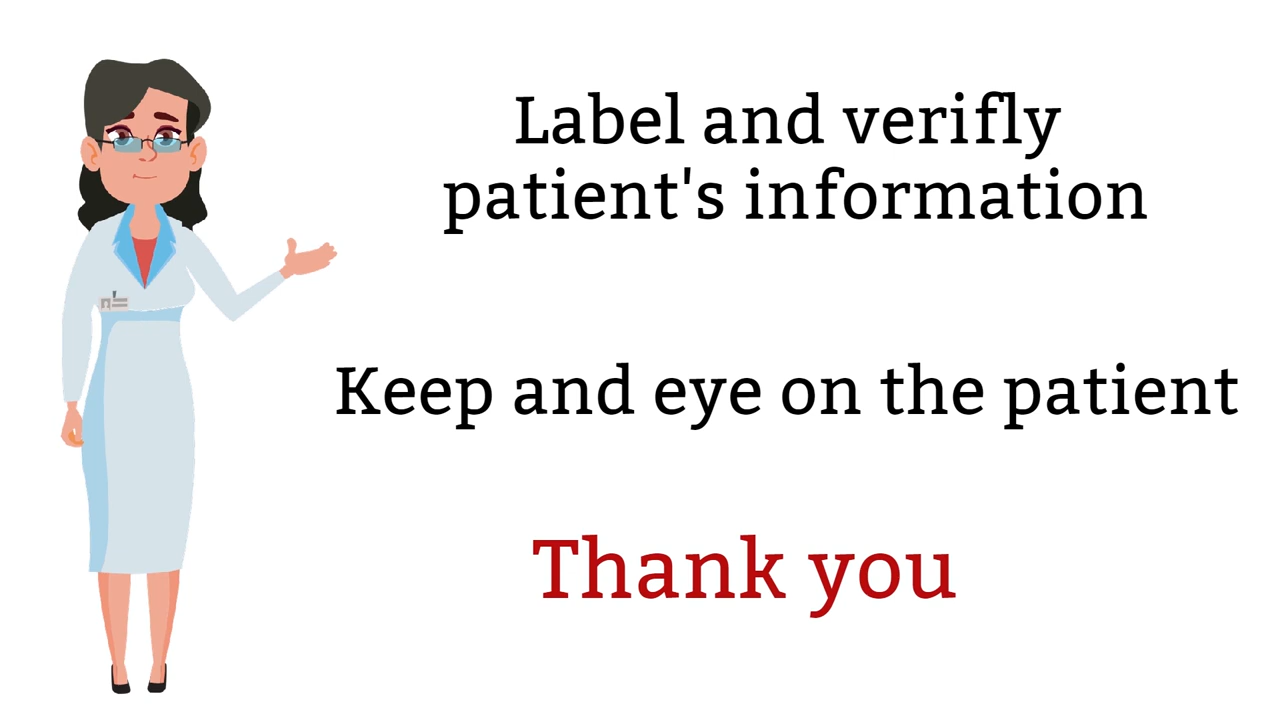 Label and verifly
patient's information
Keep and eye on the patient
Thank you